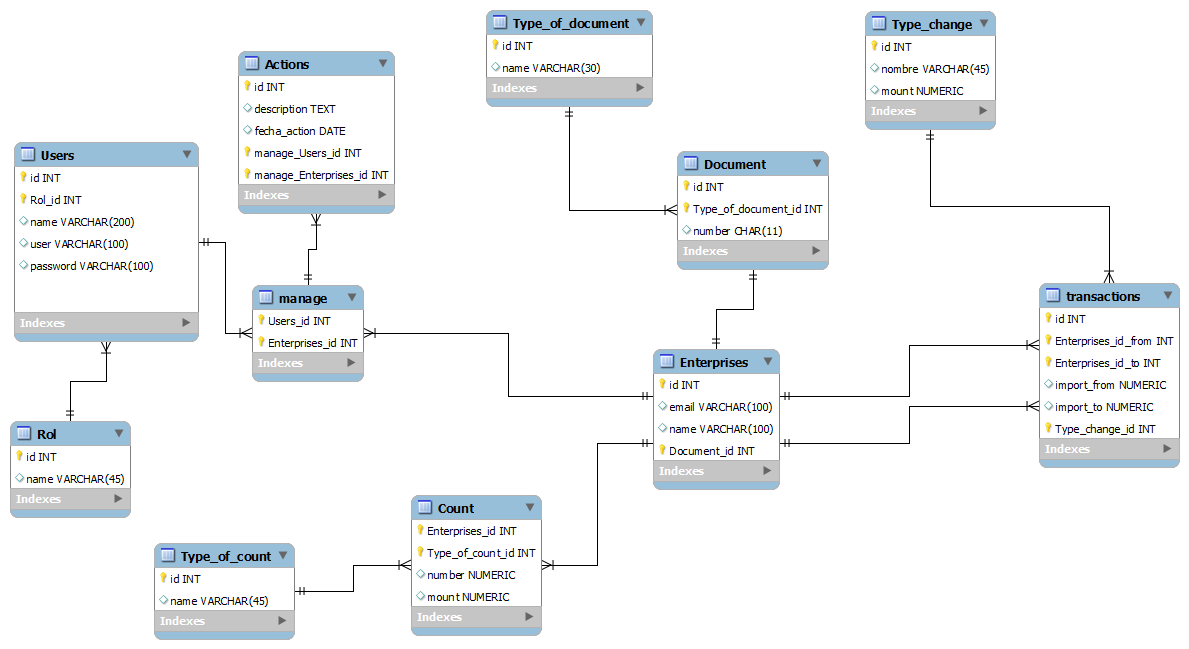 Type_of_document
id INT
name VARCHAR(30)
Indexes
Type_change
id INT
nombre VARCHAR(45)
mount NUMERIC
Indexes
Actions
id INT
description TEXT
fecha_action DATE
manage_Users_id INT
manage_Enterprises_id INT
Indexes
Users
id INT
Rol_id INT
name VARCHAR(200)
user VARCHAR(100)
password VARCHAR(100)
Indexes
Document
id INT
Type_of_document_id INT
number CHAR(11)
Indexes
manage
Users_id INT
Enterprises_id INT
Indexes
transactions
id INT
Enterprises_id_from INT
Enterprises_id_to INT
import_from NUMERIC
import_to NUMERIC
Type_change_id INT
Indexes
Enterprises
id INT
email VARCHAR(100)
name VARCHAR(100)
Document_id INT
Indexes
Rol
id INT
name VARCHAR(45)
Indexes
Count
Enterprises_id INT
Type_of_count_id INT
number NUMERIC
mount NUMERIC
Indexes
Type_of_count
id INT
name VARCHAR(45)
Indexes